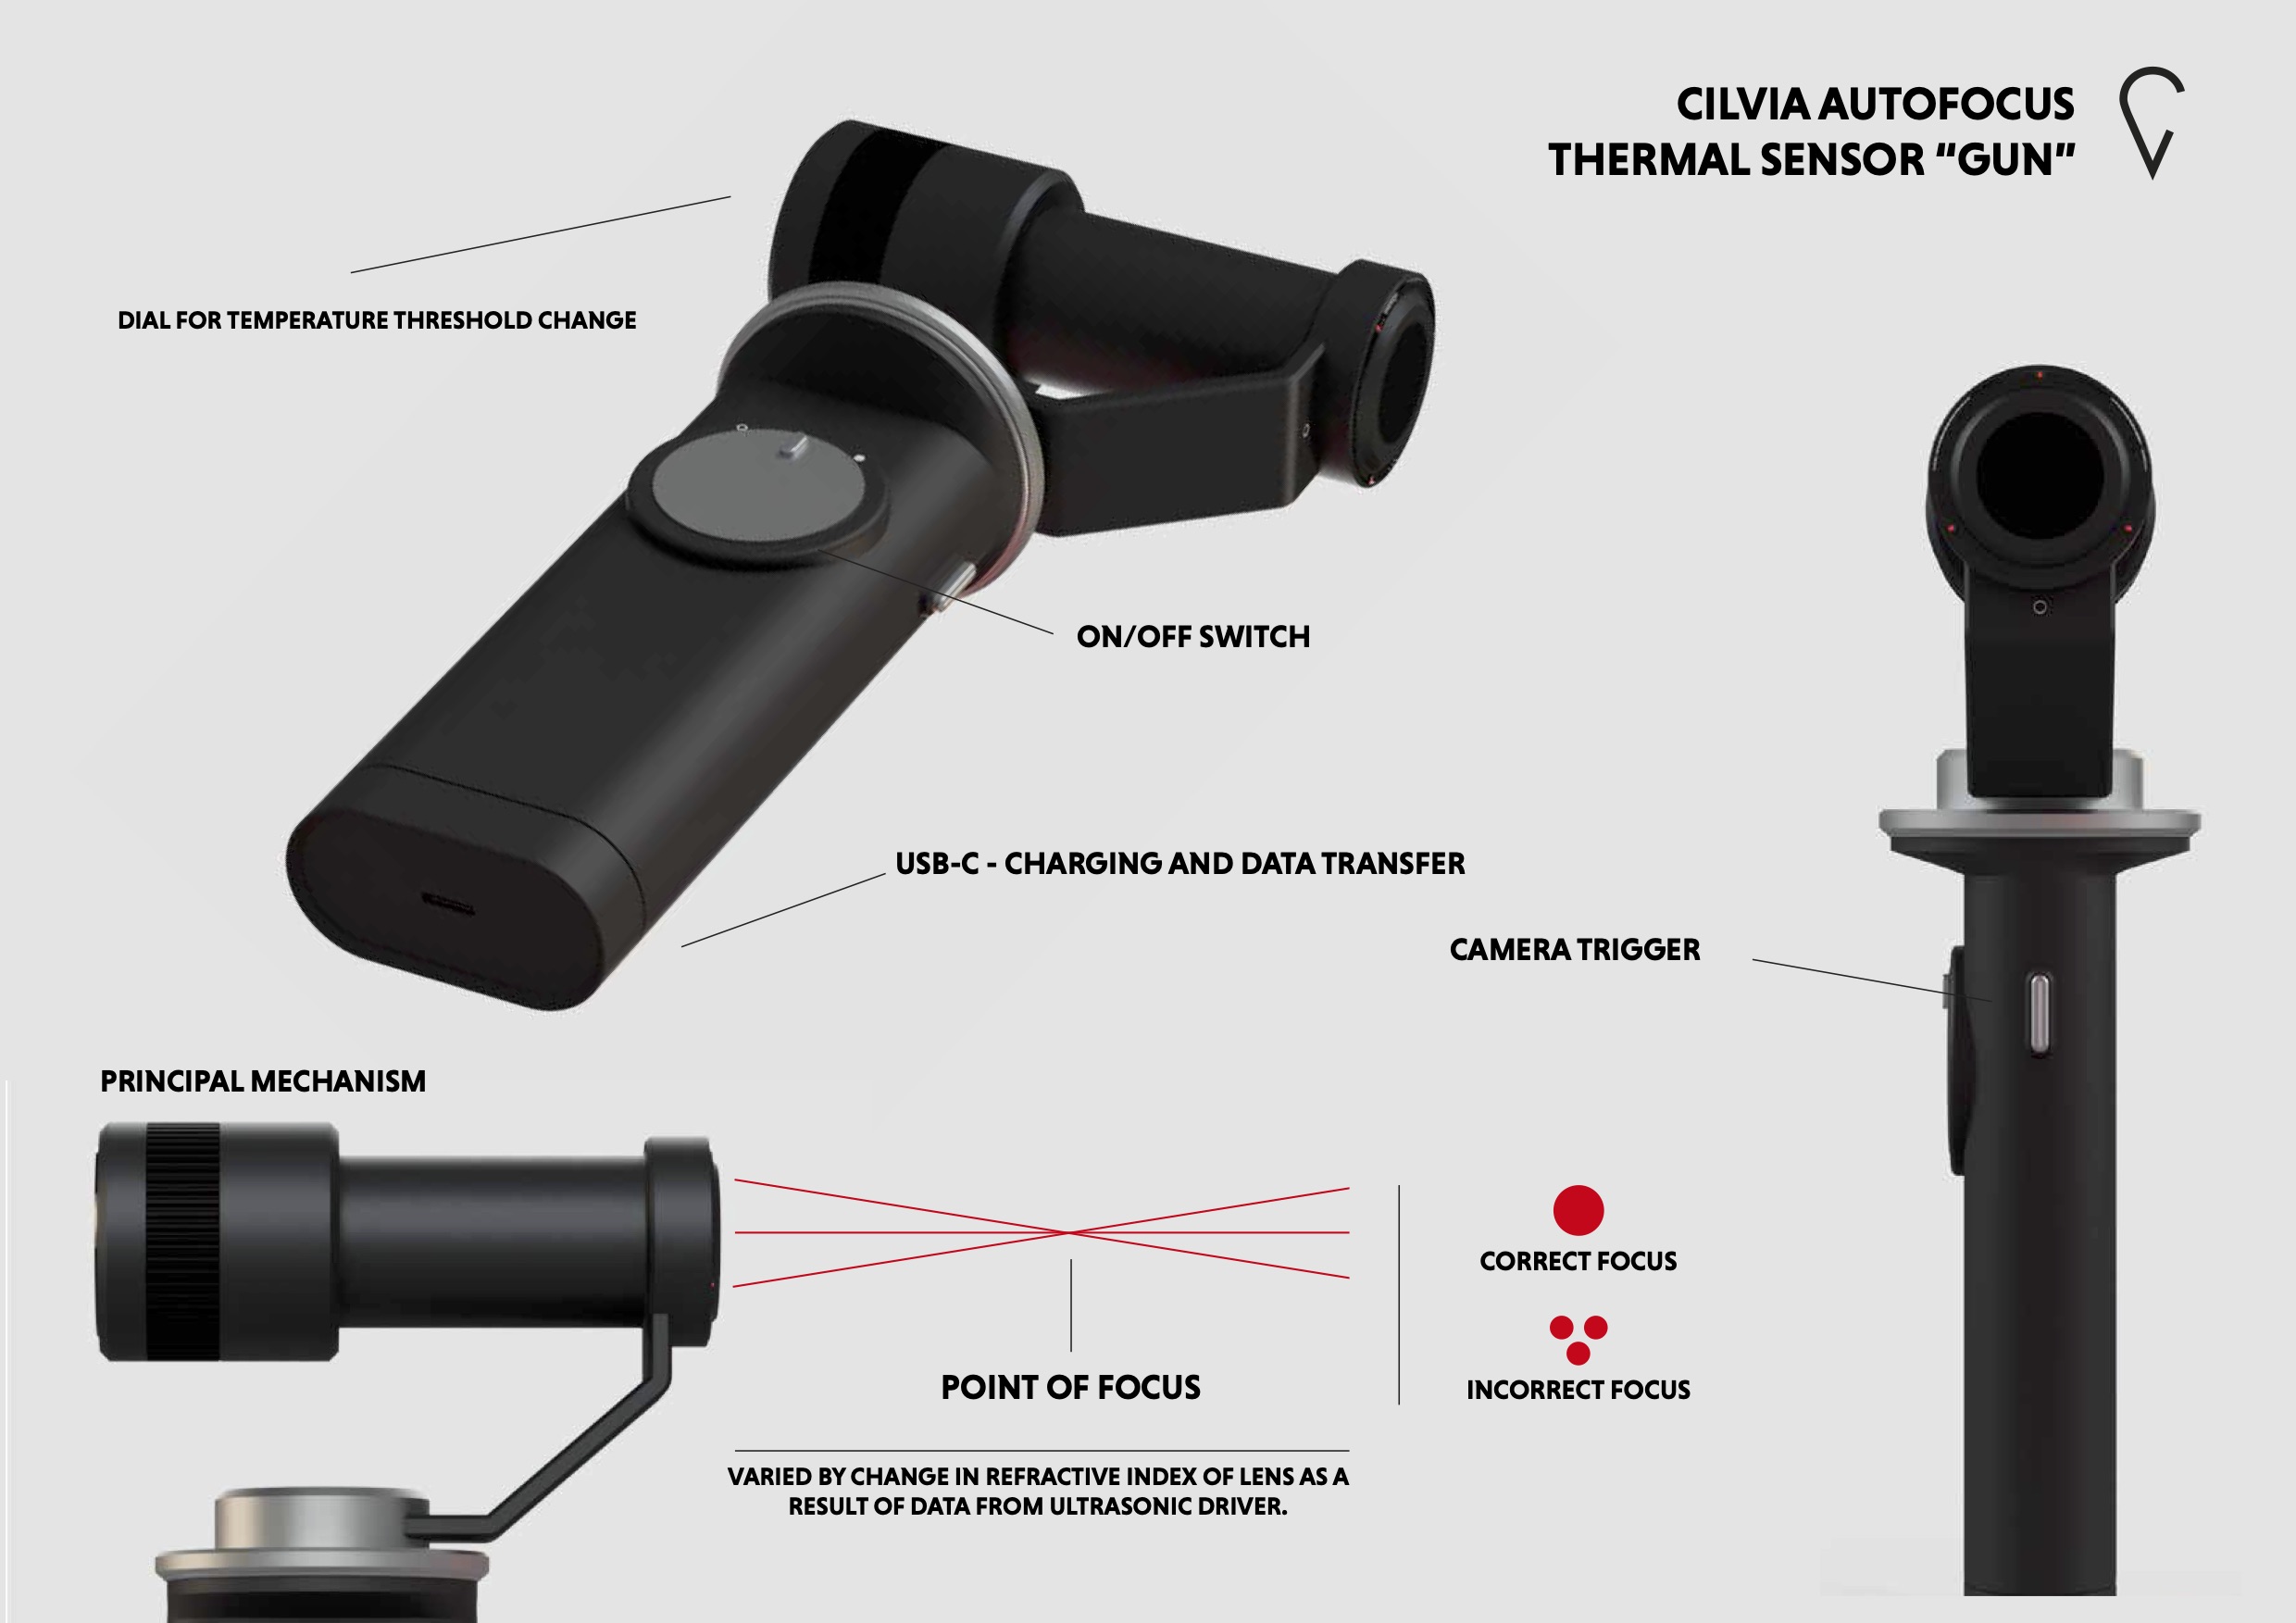 CILVIA AUTOFOCUS
THERMAL SENSOR “GUN”
DIAL FOR TEMPERATURE THRESHOLD CHANGE
ON/OFF SWITCH
USB-C - CHARGING AND DATA TRANSFER
CAMERA TRIGGER
PRINCIPAL MECHANISM
CORRECT FOCUS
POINT OF FOCUS
INCORRECT FOCUS
VARIED BY CHANGE IN REFRACTIVE INDEX OF LENS AS A
RESULT OF DATA FROM ULTRASONIC DRIVER.